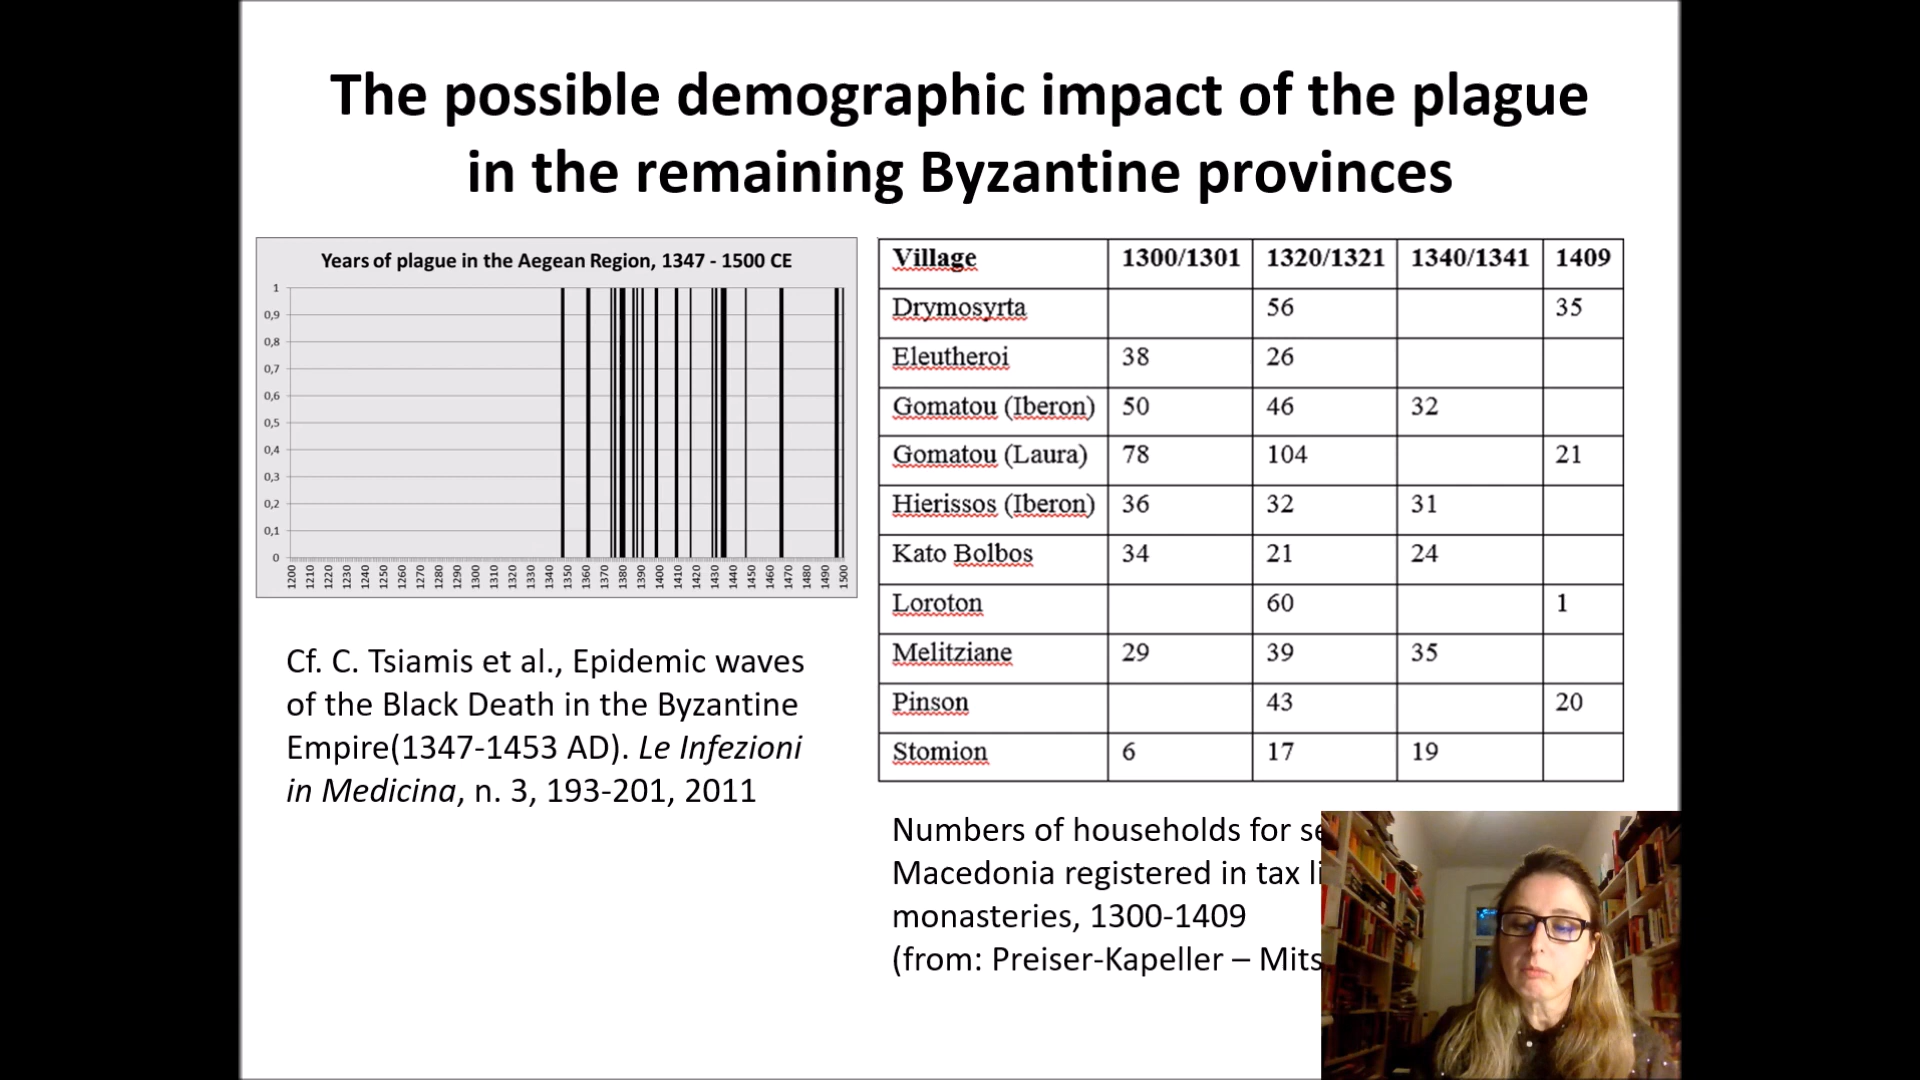 The possible demographic impact of the plague
in the remaining Byzantine provinces
Years of plague in the Aegean Region, 1347 - 1500 CE
1
0,9
0,8
0,7
0,6
0,5
0,4
0,3
0,2
0,1
0
1200 1210 1220 1230 1240 1250 1260 1270 1280 1290 1300 1310 1320 1330 1340 1350 1360 1370 1380 1390 1400 1410 1420 1430 1440 1450 1460 1470 1480 1490 1500
Cf. C. Tsiamis et al., Epidemic waves
of the Black Death in the Byzantine
Empire(1347-1453 AD). Le Infezioni
in Medicina, n. 3, 193-201, 2011
Village 1300/1301 1320/1321 1340/1341 1409
Drymosyrta 56 35
Eleutheroi 38 26
Gomatou (Iberon) 50 46 32
Gomatou (Laura) 78 104 21
Hierissos (Iberon) 36 32 31
Kato Bolbos 34 21 24
Loroton 60 1
Melitziane 29 39 35
Pinson 43 20
Stomion 6 17 19
Numbers of households for
Macedonia registered in tax
monasteries, 1300-1409
(from: Preiser-Kapeller –